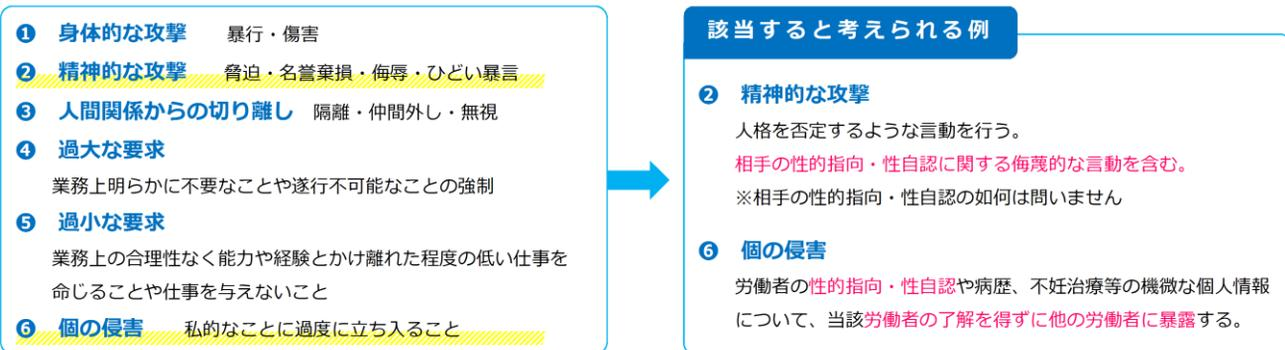 ❶ 身体的な攻撃 暴行・傷害
❷ 精神的な攻撃 脅迫・名誉棄損・侮辱・ひどい暴言
❸ 人間関係からの切り離し 隔離・仲間外し・無視
❹ 過大な要求
業務上明らかに不要なことや遂行不可能なことの強制
❺ 過小な要求
業務上の合理性なく能力や経験とかけ離れた程度の低い仕事を
命じることや仕事を与えないこと
❻ 個の侵害 私的なことに過度に立ち入ること
該当すると考えられる例
❷ 精神的な攻撃
人格を否定するような言動を行う。
相手の性的指向・性自認に関する侮蔑的な言動を含む。
※相手の性的指向・性自認の如何は問いません
❻ 個の侵害
労働者の性的指向・性自認や病歴、不妊治療等の機微な個人情報
について、当該労働者の了解を得ずに他の労働者に暴露する。